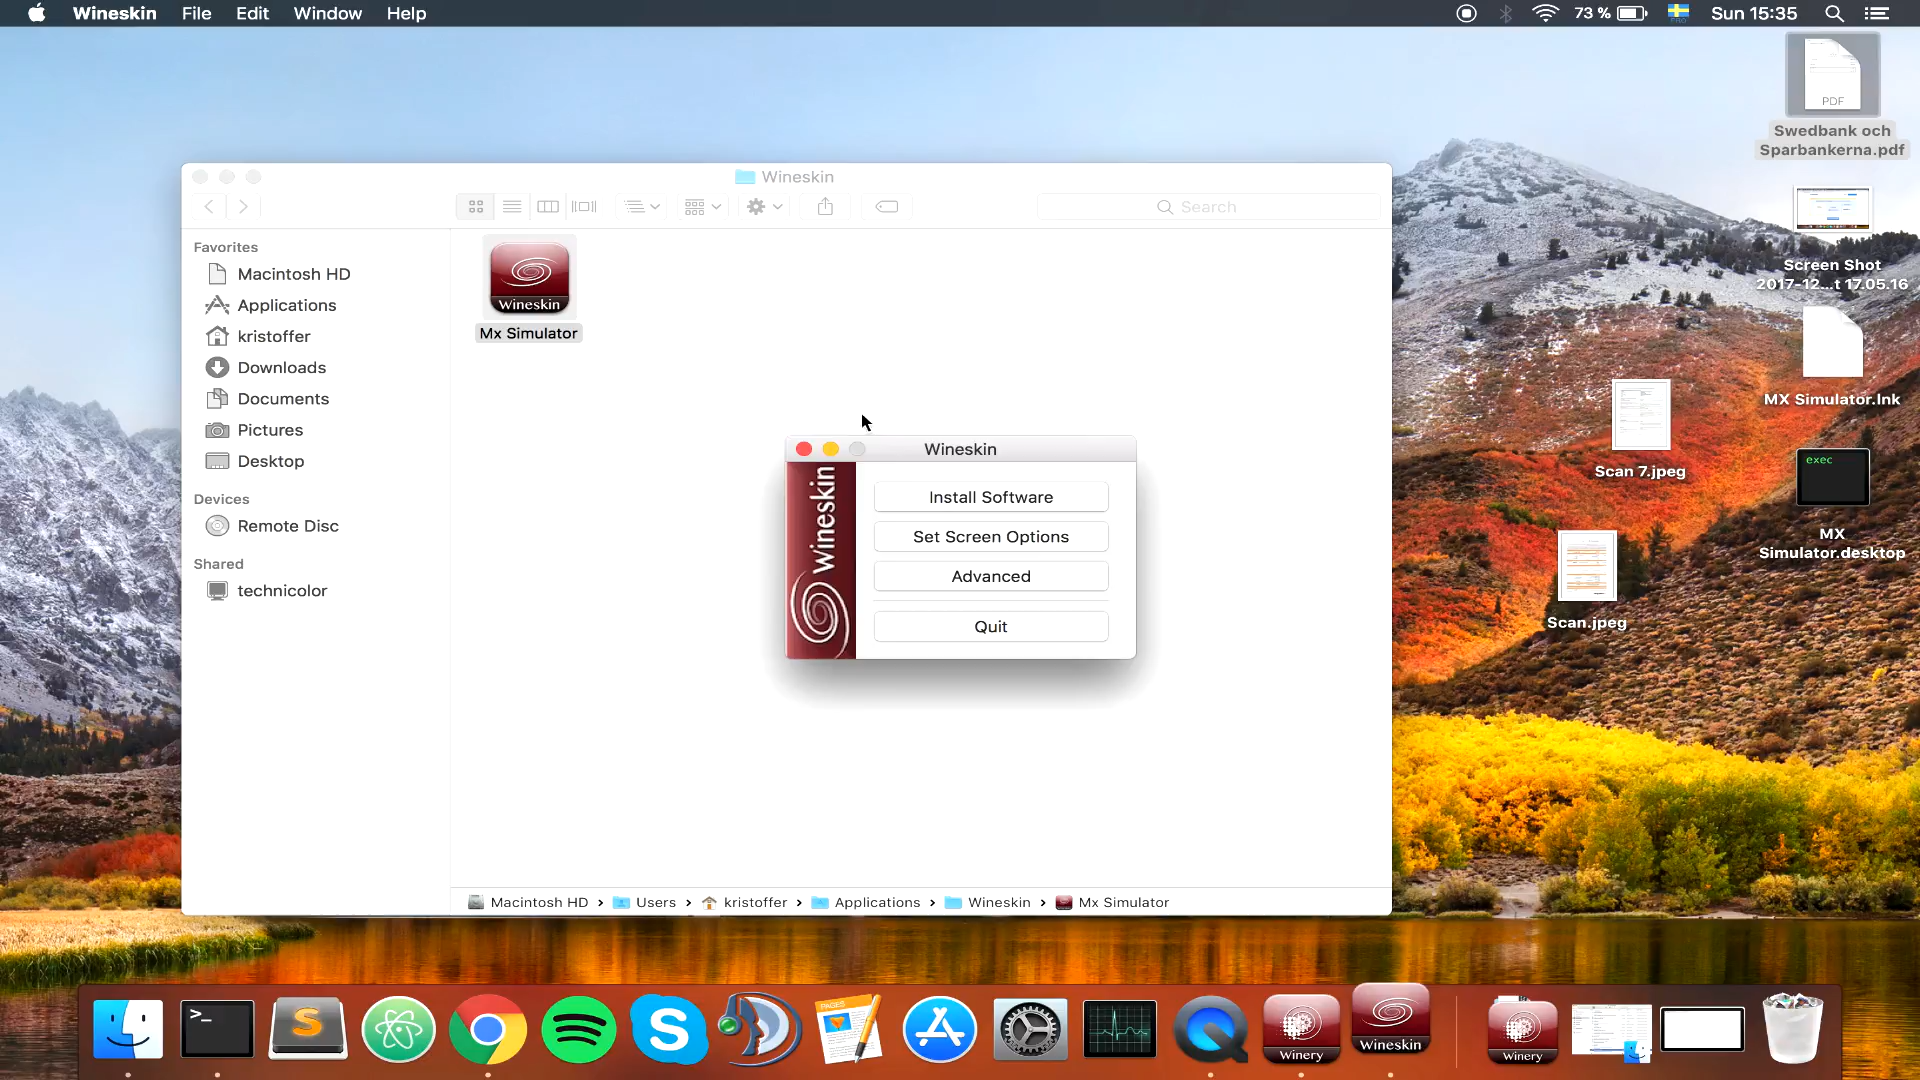 Wineskin File Edit Window Help
73 % PRO Sun 15:35
PDF
Swedbank och
Sparbankerna.pdf
Wineskin
Search
Favorites
Macintosh HD
Applications
kristoffer
Downloads
Documents
Pictures
Desktop
Devices
Remote Disc
Shared
technicolor
Wineskin
Mx Simulator
Wineskin
Wineskin
Install Software
Set Screen Options
Advanced
Quit
Screen Shot
2017-12...t 17.05.16
MX Simulator.lnk
Scan 7.jpeg
exec
MX
Simulator.desktop
Scan.jpeg
Macintosh HD › Users › kristoffer › Applications › Wineskin › Mx Simulator
>_
S
S
PAGES
Winery
Wineskin
Winery